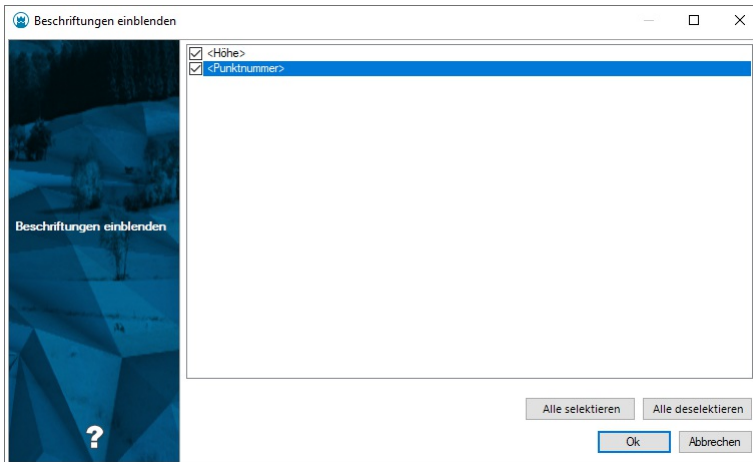 Beschriftungen einblenden
<Höhe>
<Punktnummer>
Beschriftungen einblenden
?
Alle selektieren
Alle deselektieren
Ok
Abbrechen